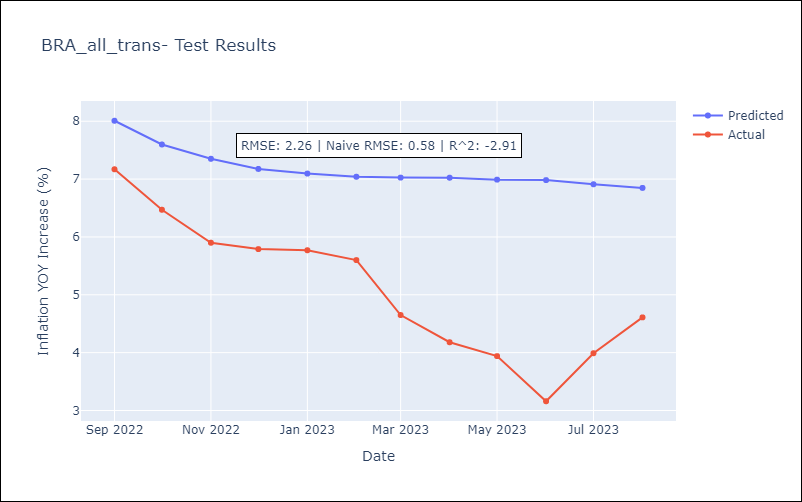 BRA_all_trans- Test Results
Predicted
Actual
RMSE: 2.26 | Naive RMSE: 0.58 | R^2: -2.91
8
7
6
5
4
3
Inflation YOY Increase (%)
Sep 2022 Nov 2022 Jan 2023 Mar 2023 May 2023 Jul 2023
Date